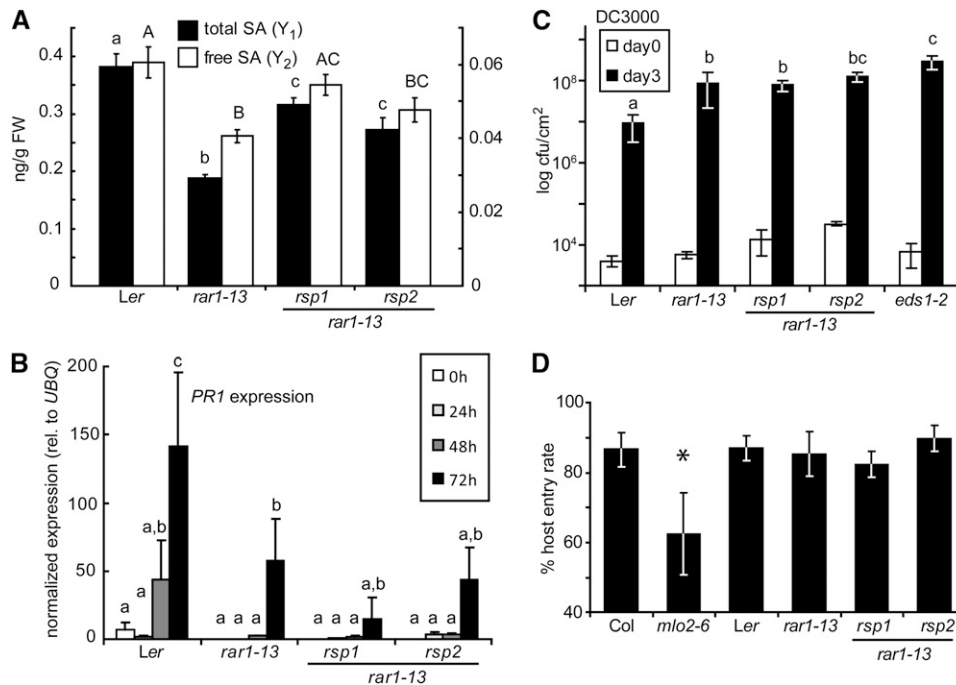 A
total SA (Y1)
free SA (Y2)
ng/g FW
0.4
0.3
0.2
0.1
0
0.06
0.04
0.02
0
a A
b B
c AC
c BC
Ler rar1-13 rsp1 rsp2
rar1-13
B
PR1 expression
normalized expression (rel. to UBQ)
200
150
100
50
0
0h
24h
48h
72h
a a a,b c
a a a b
a a a a,b
a a a a,b
Ler rar1-13 rsp1 rsp2
rar1-13
C
DC3000
day0
day3
log cfu/cm2
10^8
10^6
10^4
a b b bc c
Ler rar1-13 rsp1 rsp2 eds1-2
rar1-13
D
% host entry rate
100
80
60
40
*
Col mlo2-6 Ler rar1-13 rsp1 rsp2
rar1-13